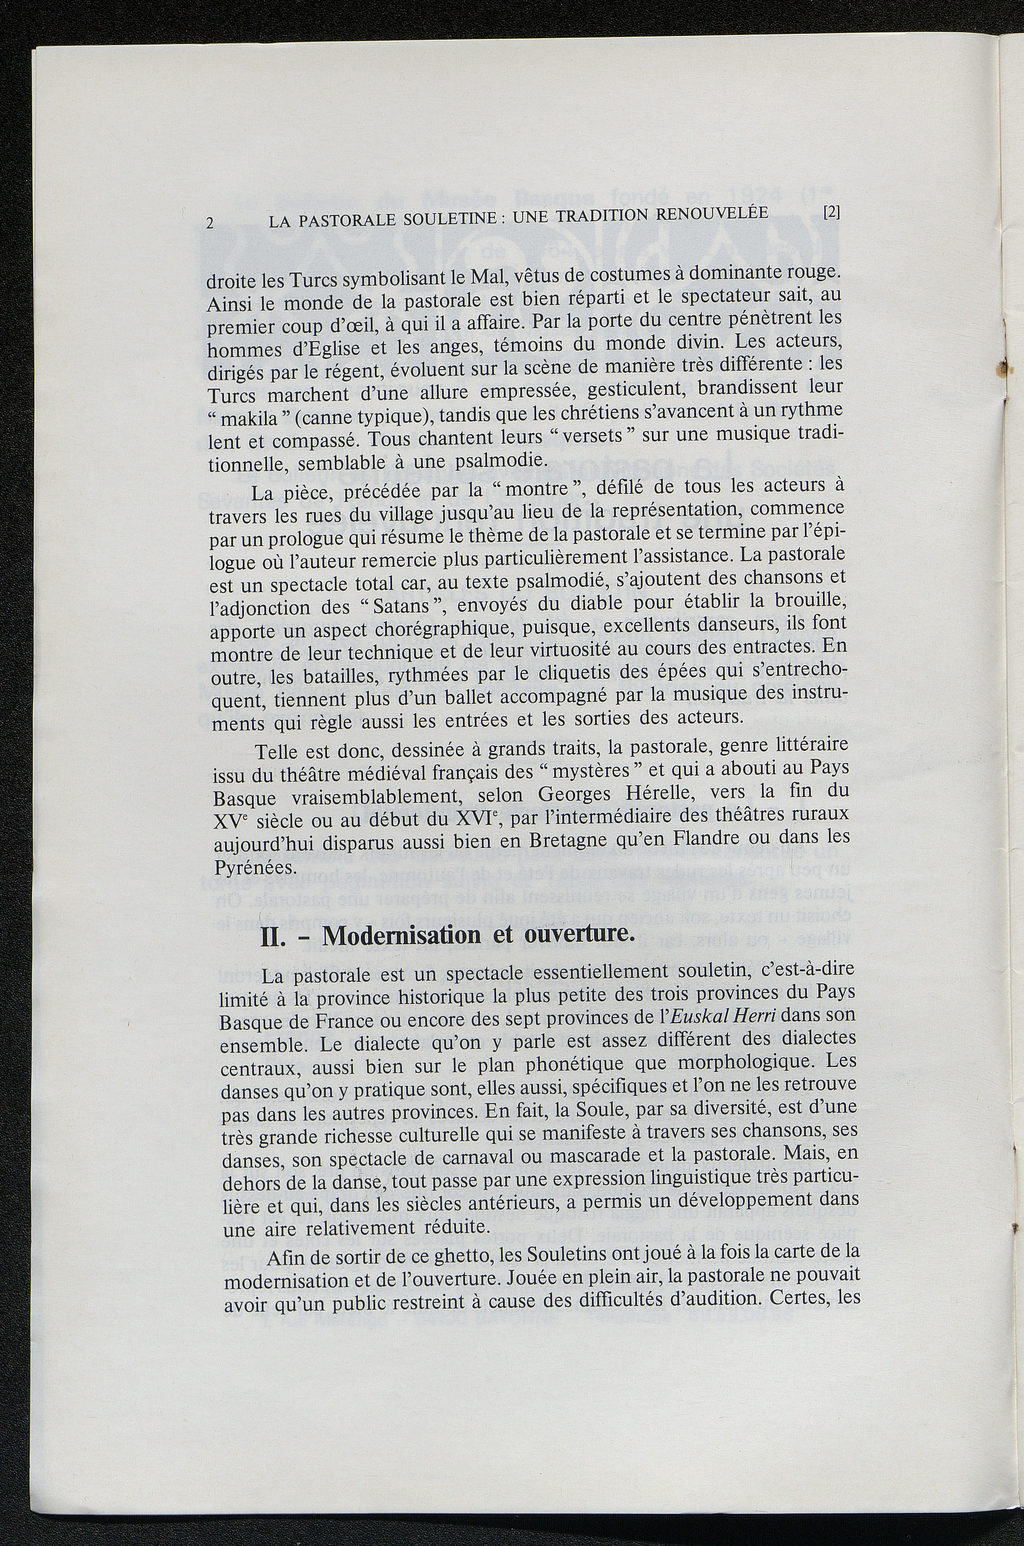 2 LA PASTORALE SOULETINE : UNE TRADITION RENOUVELÉE [2]
droite les Turcs symbolisant le Mal, vêtus de costumes à dominante rouge.
Ainsi le monde de la pastorale est bien réparti et le spectateur sait, au
premier coup d'œil, à qui il a affaire. Par la porte du centre pénètrent les
hommes d'Eglise et les anges, témoins du monde divin. Les acteurs,
dirigés par le régent, évoluent sur la scène de manière très différente : les
Turcs marchent d'une allure empressée, gesticulent, brandissent leur
“ makila ” (canne typique), tandis que les chrétiens s'avancent à un rythme
lent et compassé. Tous chantent leurs “ versets ” sur une musique tradi-
tionnelle, semblable à une psalmodie.
La pièce, précédée par la “ montre ”, défilé de tous les acteurs à
travers les rues du village jusqu'au lieu de la représentation, commence
par un prologue qui résume le thème de la pastorale et se termine par l'épi-
logue où l'auteur remercie plus particulièrement l'assistance. La pastorale
est un spectacle total car, au texte psalmodié, s'ajoutent des chansons et
l'adjonction des “ Satans ”, envoyés du diable pour établir la brouille,
apporte un aspect chorégraphique, puisque, excellents danseurs, ils font
montre de leur technique et de leur virtuosité au cours des entractes. En
outre, les batailles, rythmées par le cliquetis des épées qui s'entrecho-
quent, tiennent plus d'un ballet accompagné par la musique des instru-
ments qui règle aussi les entrées et les sorties des acteurs.
Telle est donc, dessinée à grands traits, la pastorale, genre littéraire
issu du théâtre médiéval français des “ mystères ” et qui a abouti au Pays
Basque vraisemblablement, selon Georges Hérelle, vers la fin du
XVe siècle ou au début du XVIe, par l'intermédiaire des théâtres ruraux
aujourd'hui disparus aussi bien en Bretagne qu'en Flandre ou dans les
Pyrénées.
II. – Modernisation et ouverture.
La pastorale est un spectacle essentiellement souletin, c'est-à-dire
limité à la province historique la plus petite des trois provinces du Pays
Basque de France ou encore des sept provinces de l'Euskal Herri dans son
ensemble. Le dialecte qu'on y parle est assez différent des dialectes
centraux, aussi bien sur le plan phonétique que morphologique. Les
danses qu'on y pratique sont, elles aussi, spécifiques et l'on ne les retrouve
pas dans les autres provinces. En fait, la Soule, par sa diversité, est d'une
très grande richesse culturelle qui se manifeste à travers ses chansons, ses
danses, son spectacle de carnaval ou mascarade et la pastorale. Mais, en
dehors de la danse, tout passe par une expression linguistique très particu-
lière et qui, dans les siècles antérieurs, a permis un développement dans
une aire relativement réduite.
Afin de sortir de ce ghetto, les Souletins ont joué à la fois la carte de la
modernisation et de l'ouverture. Jouée en plein air, la pastorale ne pouvait
avoir qu'un public restreint à cause des difficultés d'audition. Certes, les